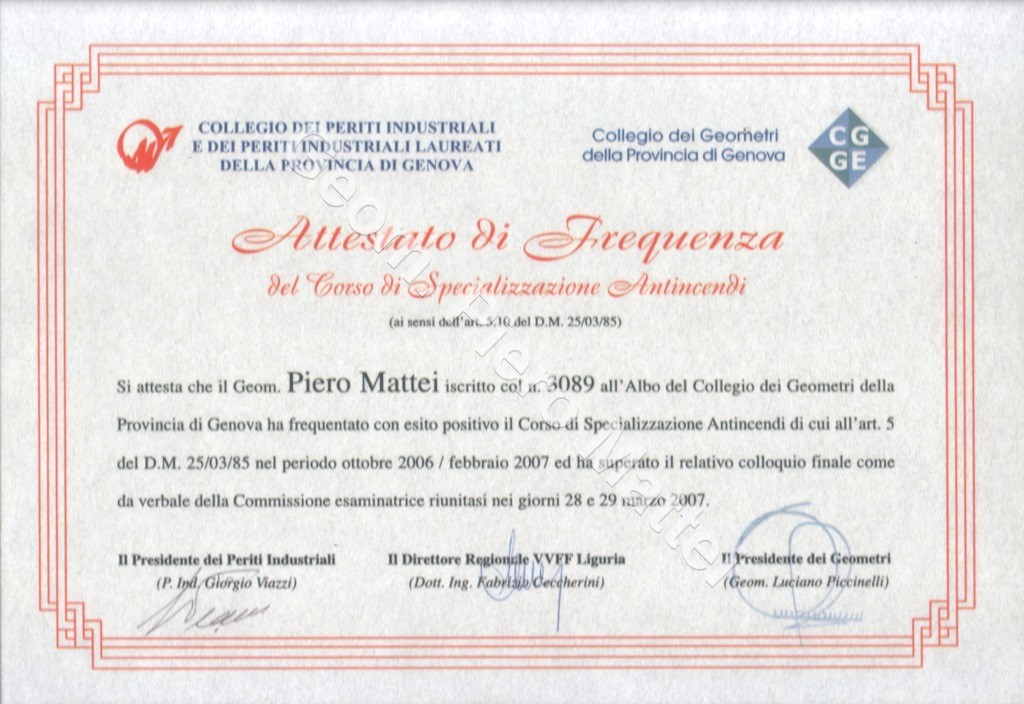 COLLEGIO DEI PERITI INDUSTRIALI
E DEI PERITI INDUSTRIALI LAUREATI
DELLA PROVINCIA DI GENOVA
Collegio dei Geometri
della Provincia di Genova
CG
GE
Attestato di Frequenza
del Corso di Specializzazione Antincendi
(ai sensi dell'art. 5.10 del D.M. 25/03/85)
Si attesta che il Geom. Piero Mattei iscritto col n. 3089 all'Albo del Collegio dei Geometri della
Provincia di Genova ha frequentato con esito positivo il Corso di Specializzazione Antincendi di cui all'art. 5
del D.M. 25/03/85 nel periodo ottobre 2006 / febbraio 2007 ed ha superato il relativo colloquio finale come
da verbale della Commissione esaminatrice riunitasi nei giorni 28 e 29 marzo 2007.
Il Presidente dei Periti Industriali
(P. Ind. Giorgio Viazzi)
Il Direttore Regionale VVFF Liguria
(Dott. Ing. Fabrizio Ceccherini)
Il Presidente dei Geometri
(Geom. Luciano Piccinelli)
Geom. Piero Mattei